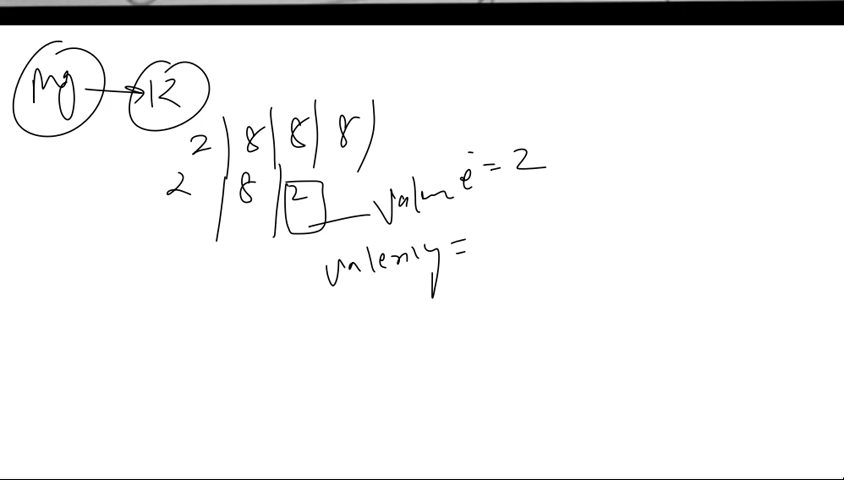 Mg → 12
2 | 8 | 8 | 8 |
2 | 8 | 2 valence e⁻ = 2
valency =